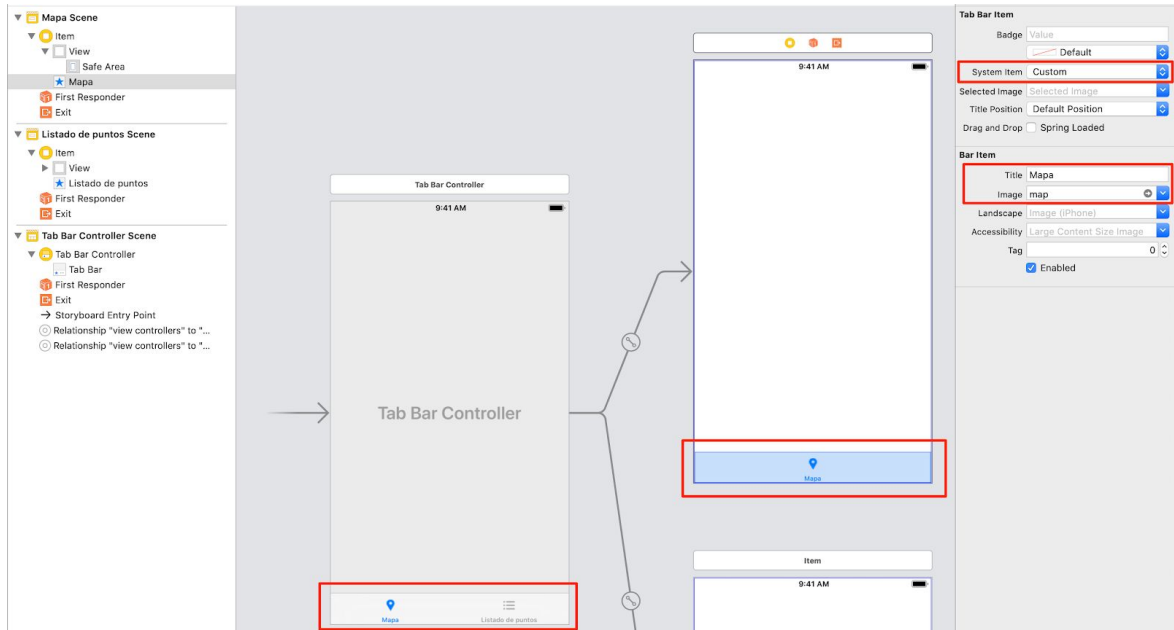 Mapa Scene
Item
View
Safe Area
Mapa
First Responder
Exit
Listado de puntos Scene
Item
View
Listado de puntos
First Responder
Exit
Tab Bar Controller Scene
Tab Bar Controller
Tab Bar
First Responder
Exit
Storyboard Entry Point
Relationship "view controllers" to "...
Relationship "view controllers" to "...
Tab Bar Controller
9:41 AM
Tab Bar Controller
Mapa
Listado de puntos
9:41 AM
Mapa
Item
9:41 AM
Tab Bar Item
Badge Value
Default
System Item Custom
Selected Image Selected Image
Title Position Default Position
Drag and Drop Spring Loaded
Bar Item
Title Mapa
Image map
Landscape Image (iPhone)
Accessibility Large Content Size Image
Tag 0
Enabled